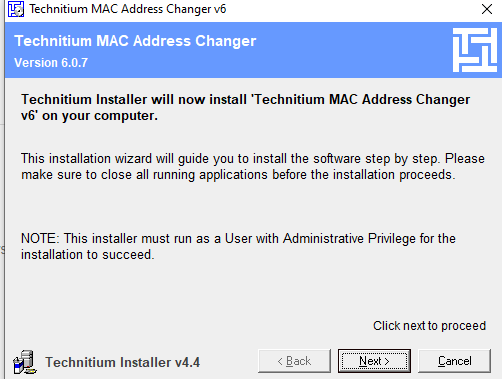 Technitium MAC Address Changer v6
Technitium MAC Address Changer
Version 6.0.7
Technitium Installer will now install 'Technitium MAC Address Changer
v6' on your computer.
This installation wizard will guide you to install the software step by step. Please
make sure to close all running applications before the installation proceeds.
NOTE: This installer must run as a User with Administrative Privilege for the
installation to succeed.
Click next to proceed
Technitium Installer v4.4
< Back
Next >
Cancel